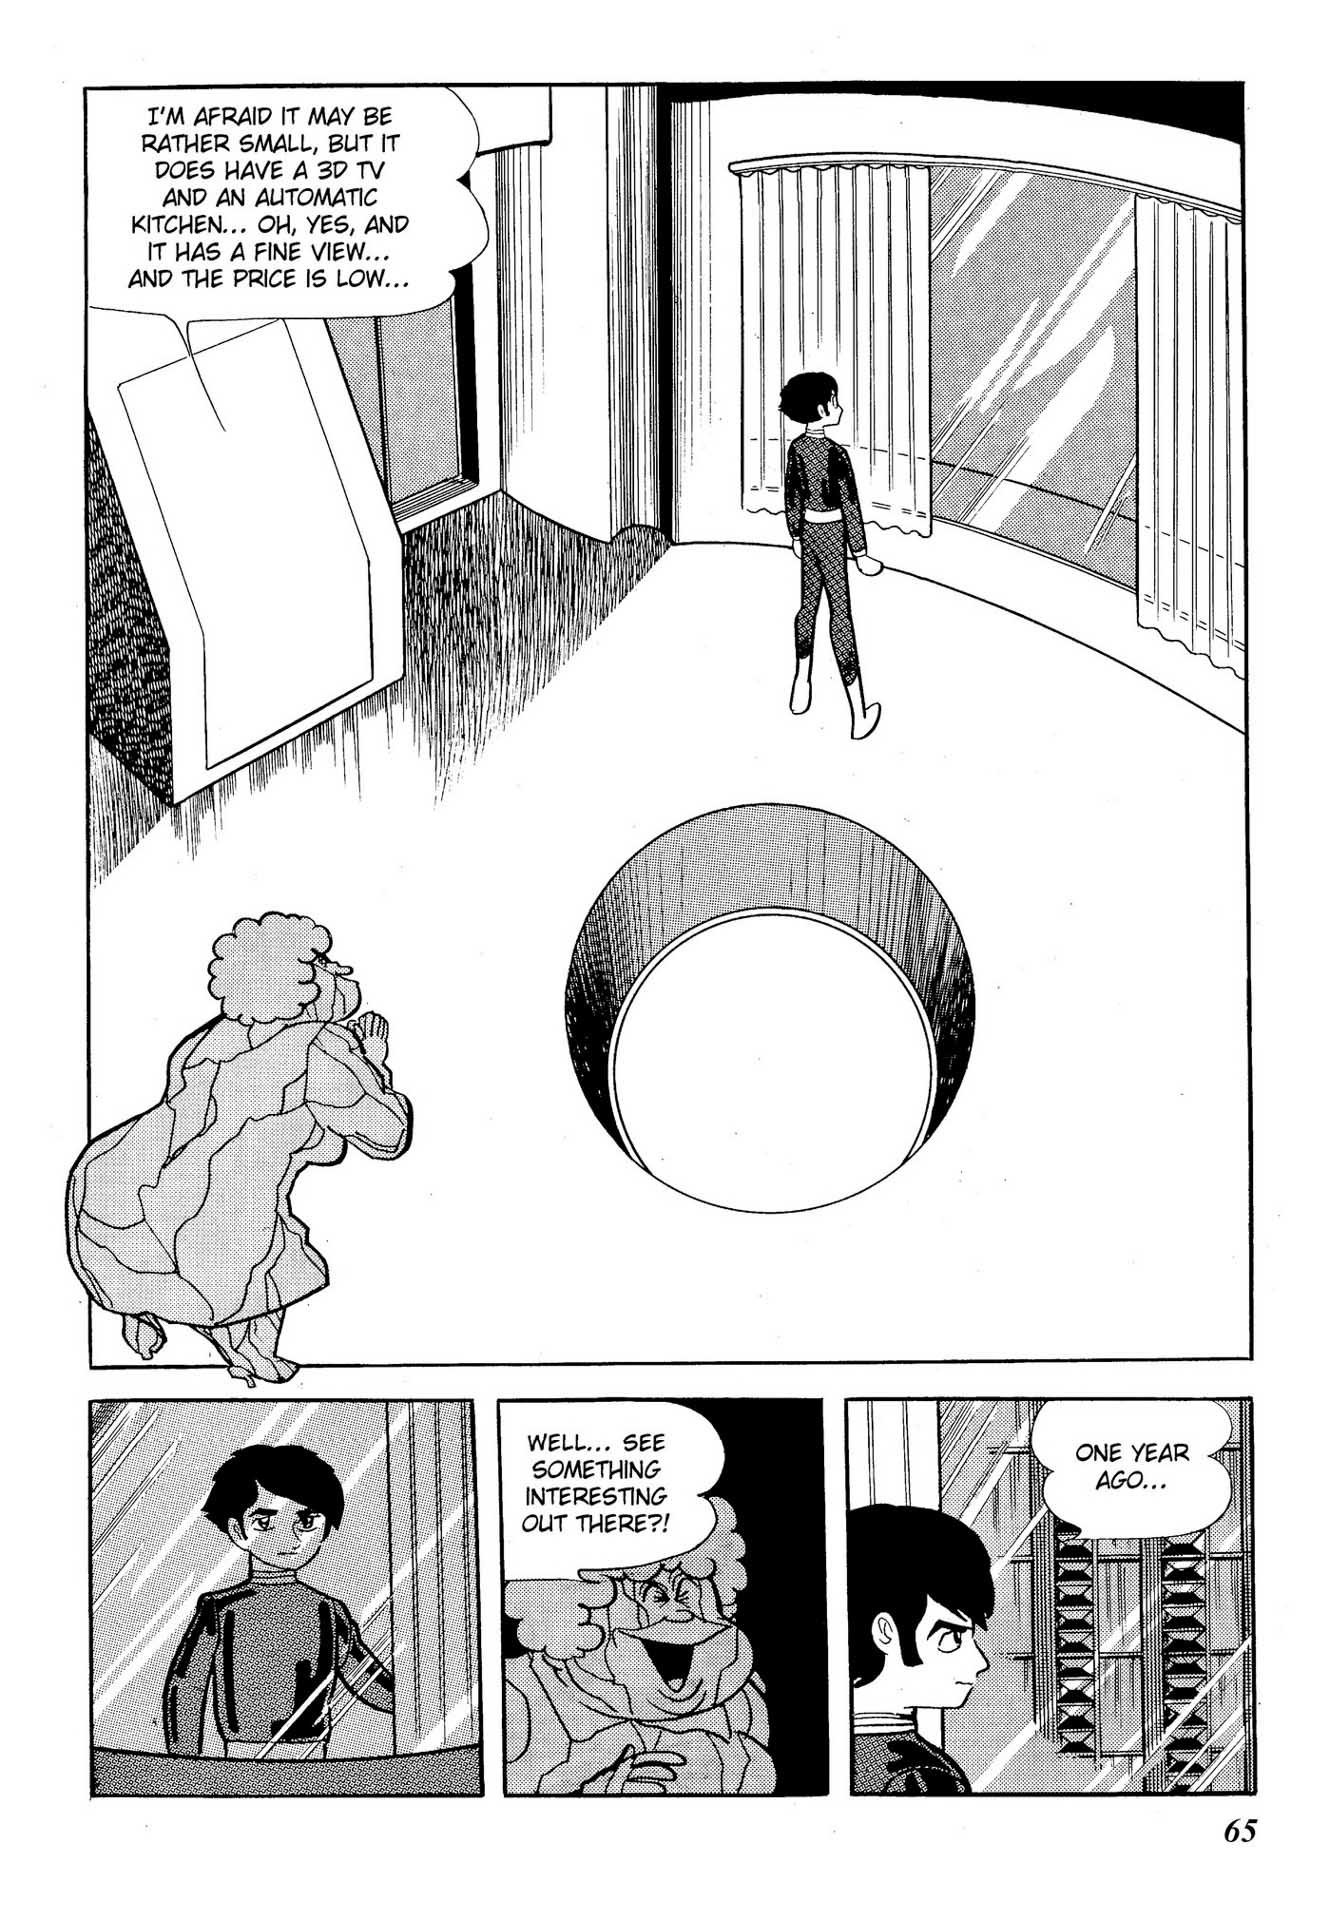 I'M AFRAID IT MAY BE
RATHER SMALL, BUT IT
DOES HAVE A 3D TV
AND AN AUTOMATIC
KITCHEN... OH, YES, AND
IT HAS A FINE VIEW...
AND THE PRICE IS LOW...
WELL... SEE
SOMETHING
INTERESTING
OUT THERE?!
ONE YEAR
AGO...
65